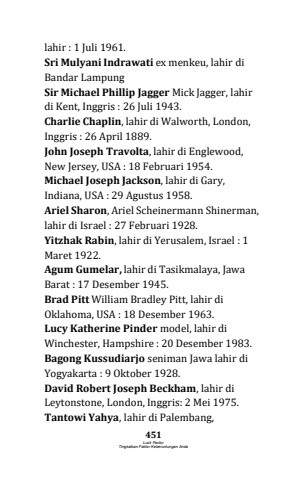 lahir : 1 Juli 1961.
Sri Mulyani Indrawati ex menkeu, lahir di
Bandar Lampung
Sir Michael Phillip Jagger Mick Jagger, lahir
di Kent, Inggris : 26 Juli 1943.
Charlie Chaplin, lahir di Walworth, London,
Inggris : 26 April 1889.
John Joseph Travolta, lahir di Englewood,
New Jersey, USA : 18 Februari 1954.
Michael Joseph Jackson, lahir di Gary,
Indiana, USA : 29 Agustus 1958.
Ariel Sharon, Ariel Scheinermann Shinerman,
lahir di Israel : 27 Februari 1928.
Yitzhak Rabin, lahir di Yerusalem, Israel : 1
Maret 1922.
Agum Gumelar, lahir di Tasikmalaya, Jawa
Barat : 17 Desember 1945.
Brad Pitt William Bradley Pitt, lahir di
Oklahoma, USA : 18 Desember 1963.
Lucy Katherine Pinder model, lahir di
Winchester, Hampshire : 20 Desember 1983.
Bagong Kussudiarjo seniman Jawa lahir di
Yogyakarta : 9 Oktober 1928.
David Robert Joseph Beckham, lahir di
Leytonstone, London, Inggris: 2 Mei 1975.
Tantowi Yahya, lahir di Palembang,
451
Luck Factor
Tingkatkan Faktor Keberuntungan Anda